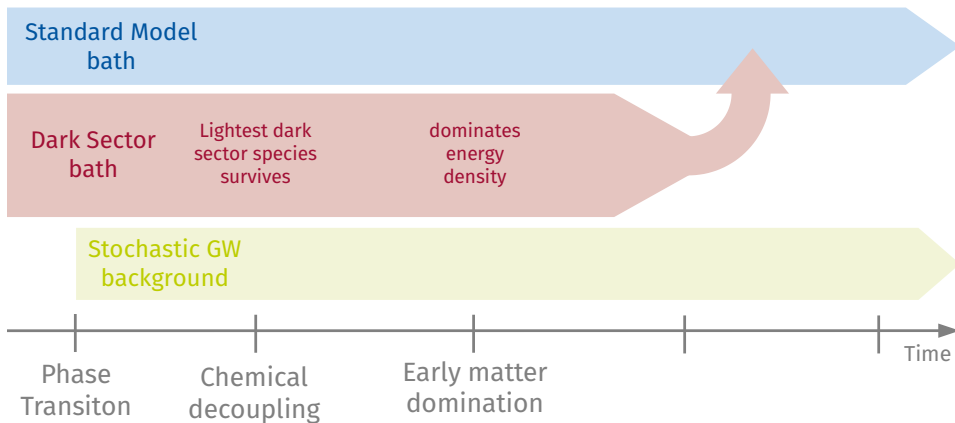 Standard Model
bath
Dark Sector
bath
Lightest dark
sector species
survives
dominates
energy
density
Stochastic GW
background
Time
Phase
Transiton
Chemical
decoupling
Early matter
domination